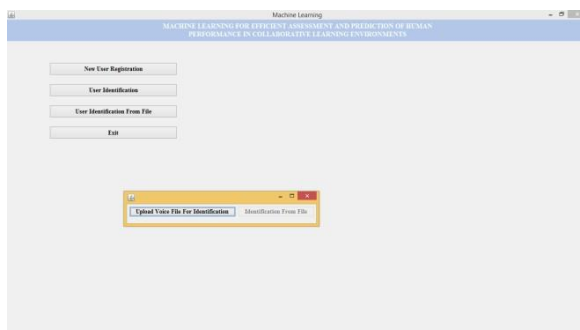 Machine Learning
MACHINE LEARNING FOR EFFICIENT ASSESSMENT AND PREDICTION OF HUMAN
PERFORMANCE IN COLLABORATIVE LEARNING ENVIRONMENTS
New User Registration
User Identification
User Identification From File
Exit
Upload Voice File For Identification Identification From File